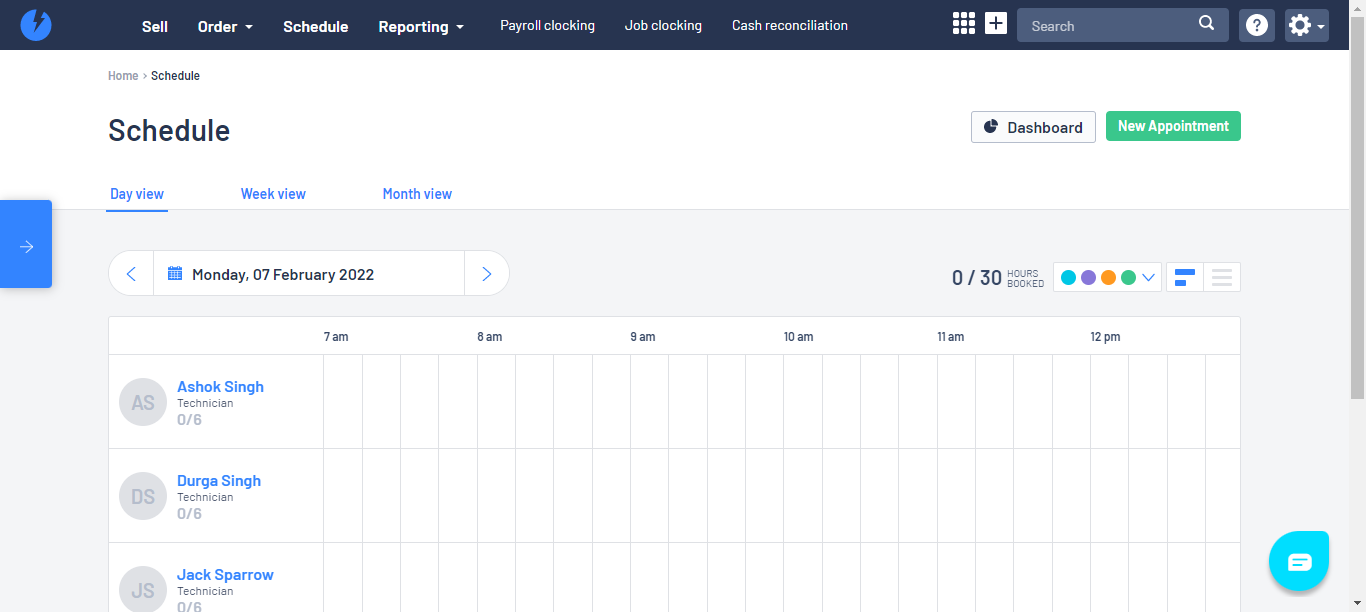 Sell Order Schedule Reporting Payroll clocking Job clocking Cash reconciliation Search ?
Home › Schedule
Schedule
Dashboard New Appointment
Day view Week view Month view
Monday, 07 February 2022
0 / 30 HOURS BOOKED
7 am 8 am 9 am 10 am 11 am 12 pm
AS
Ashok Singh
Technician
0/6
DS
Durga Singh
Technician
0/6
JS
Jack Sparrow
Technician
0/6